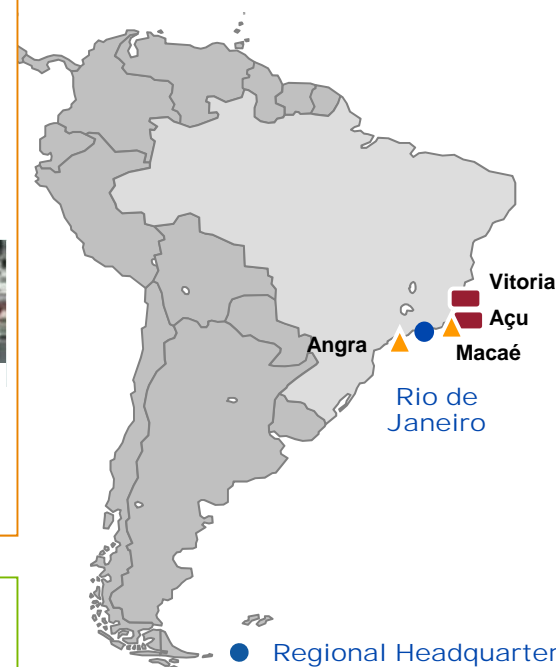 Vitoria
Açu
Angra
Macaé
Rio de
Janeiro
Regional Headquarter